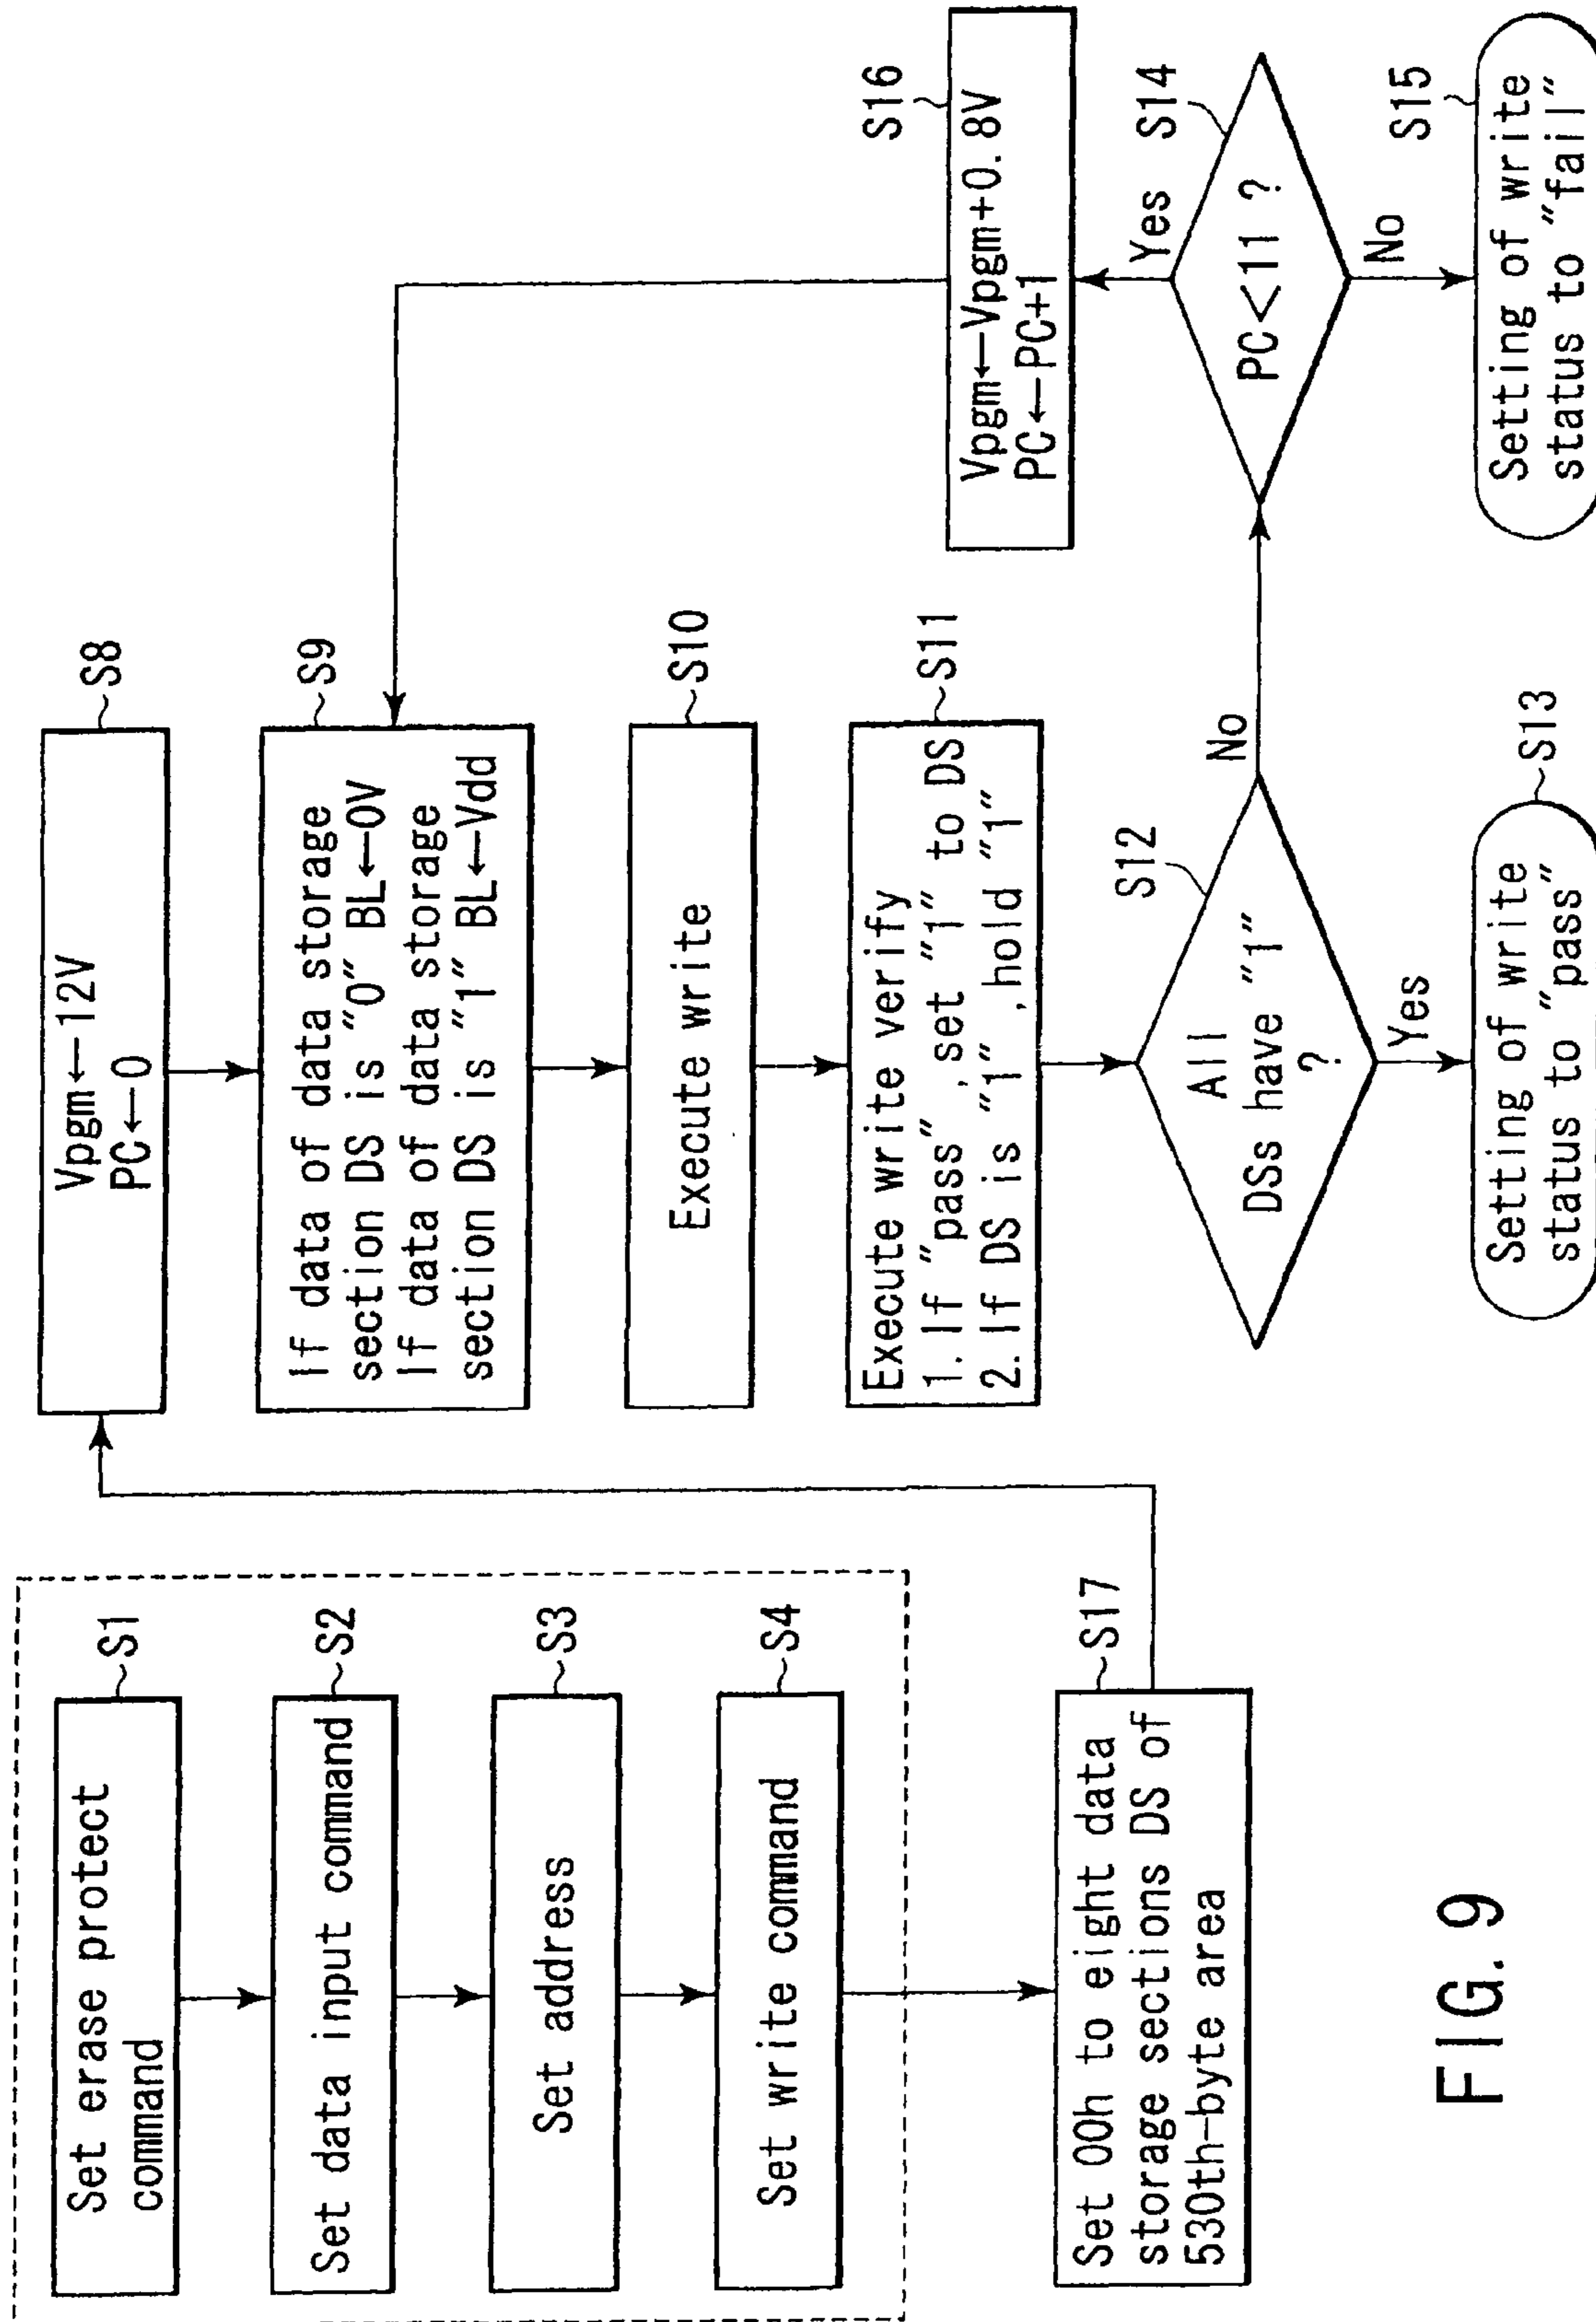 Set erase protect
command
S1
Set data input command
S2
Set address
S3
Set write command
S4
Set 00h to eight data
storage sections DS of
530th-byte area
S17
Vpgm←12V
PC←0
S8
If data of data storage
section DS is "0" BL←0V
If data of data storage
section DS is "1" BL←Vdd
S9
Execute write
S10
Execute write verify
1. If "pass", set "1" to DS
2. If DS is "1", hold "1"
S11
All
DSs have "1"
?
S12
No
Yes
Setting of write
status to "pass"
S13
Vpgm←Vpgm+0.8V
PC←PC+1
S16
Yes
S14
PC<11 ?
No
S15
Setting of write
status to "fail"
FIG. 9